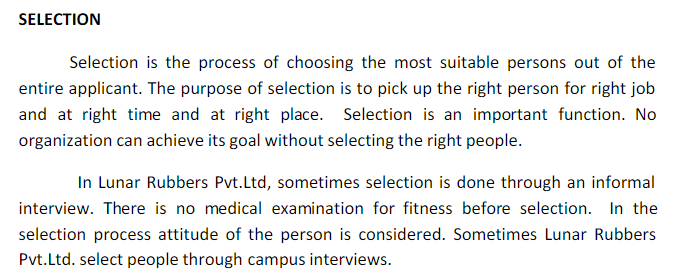 SELECTION
Selection is the process of choosing the most suitable persons out of the
entire applicant. The purpose of selection is to pick up the right person for right job
and at right time and at right place.  Selection is an important function. No
organization can achieve its goal without selecting the right people.
In Lunar Rubbers Pvt.Ltd, sometimes selection is done through an informal
interview. There is no medical examination for fitness before selection.  In the
selection process attitude of the person is considered. Sometimes Lunar Rubbers
Pvt.Ltd. select people through campus interviews.